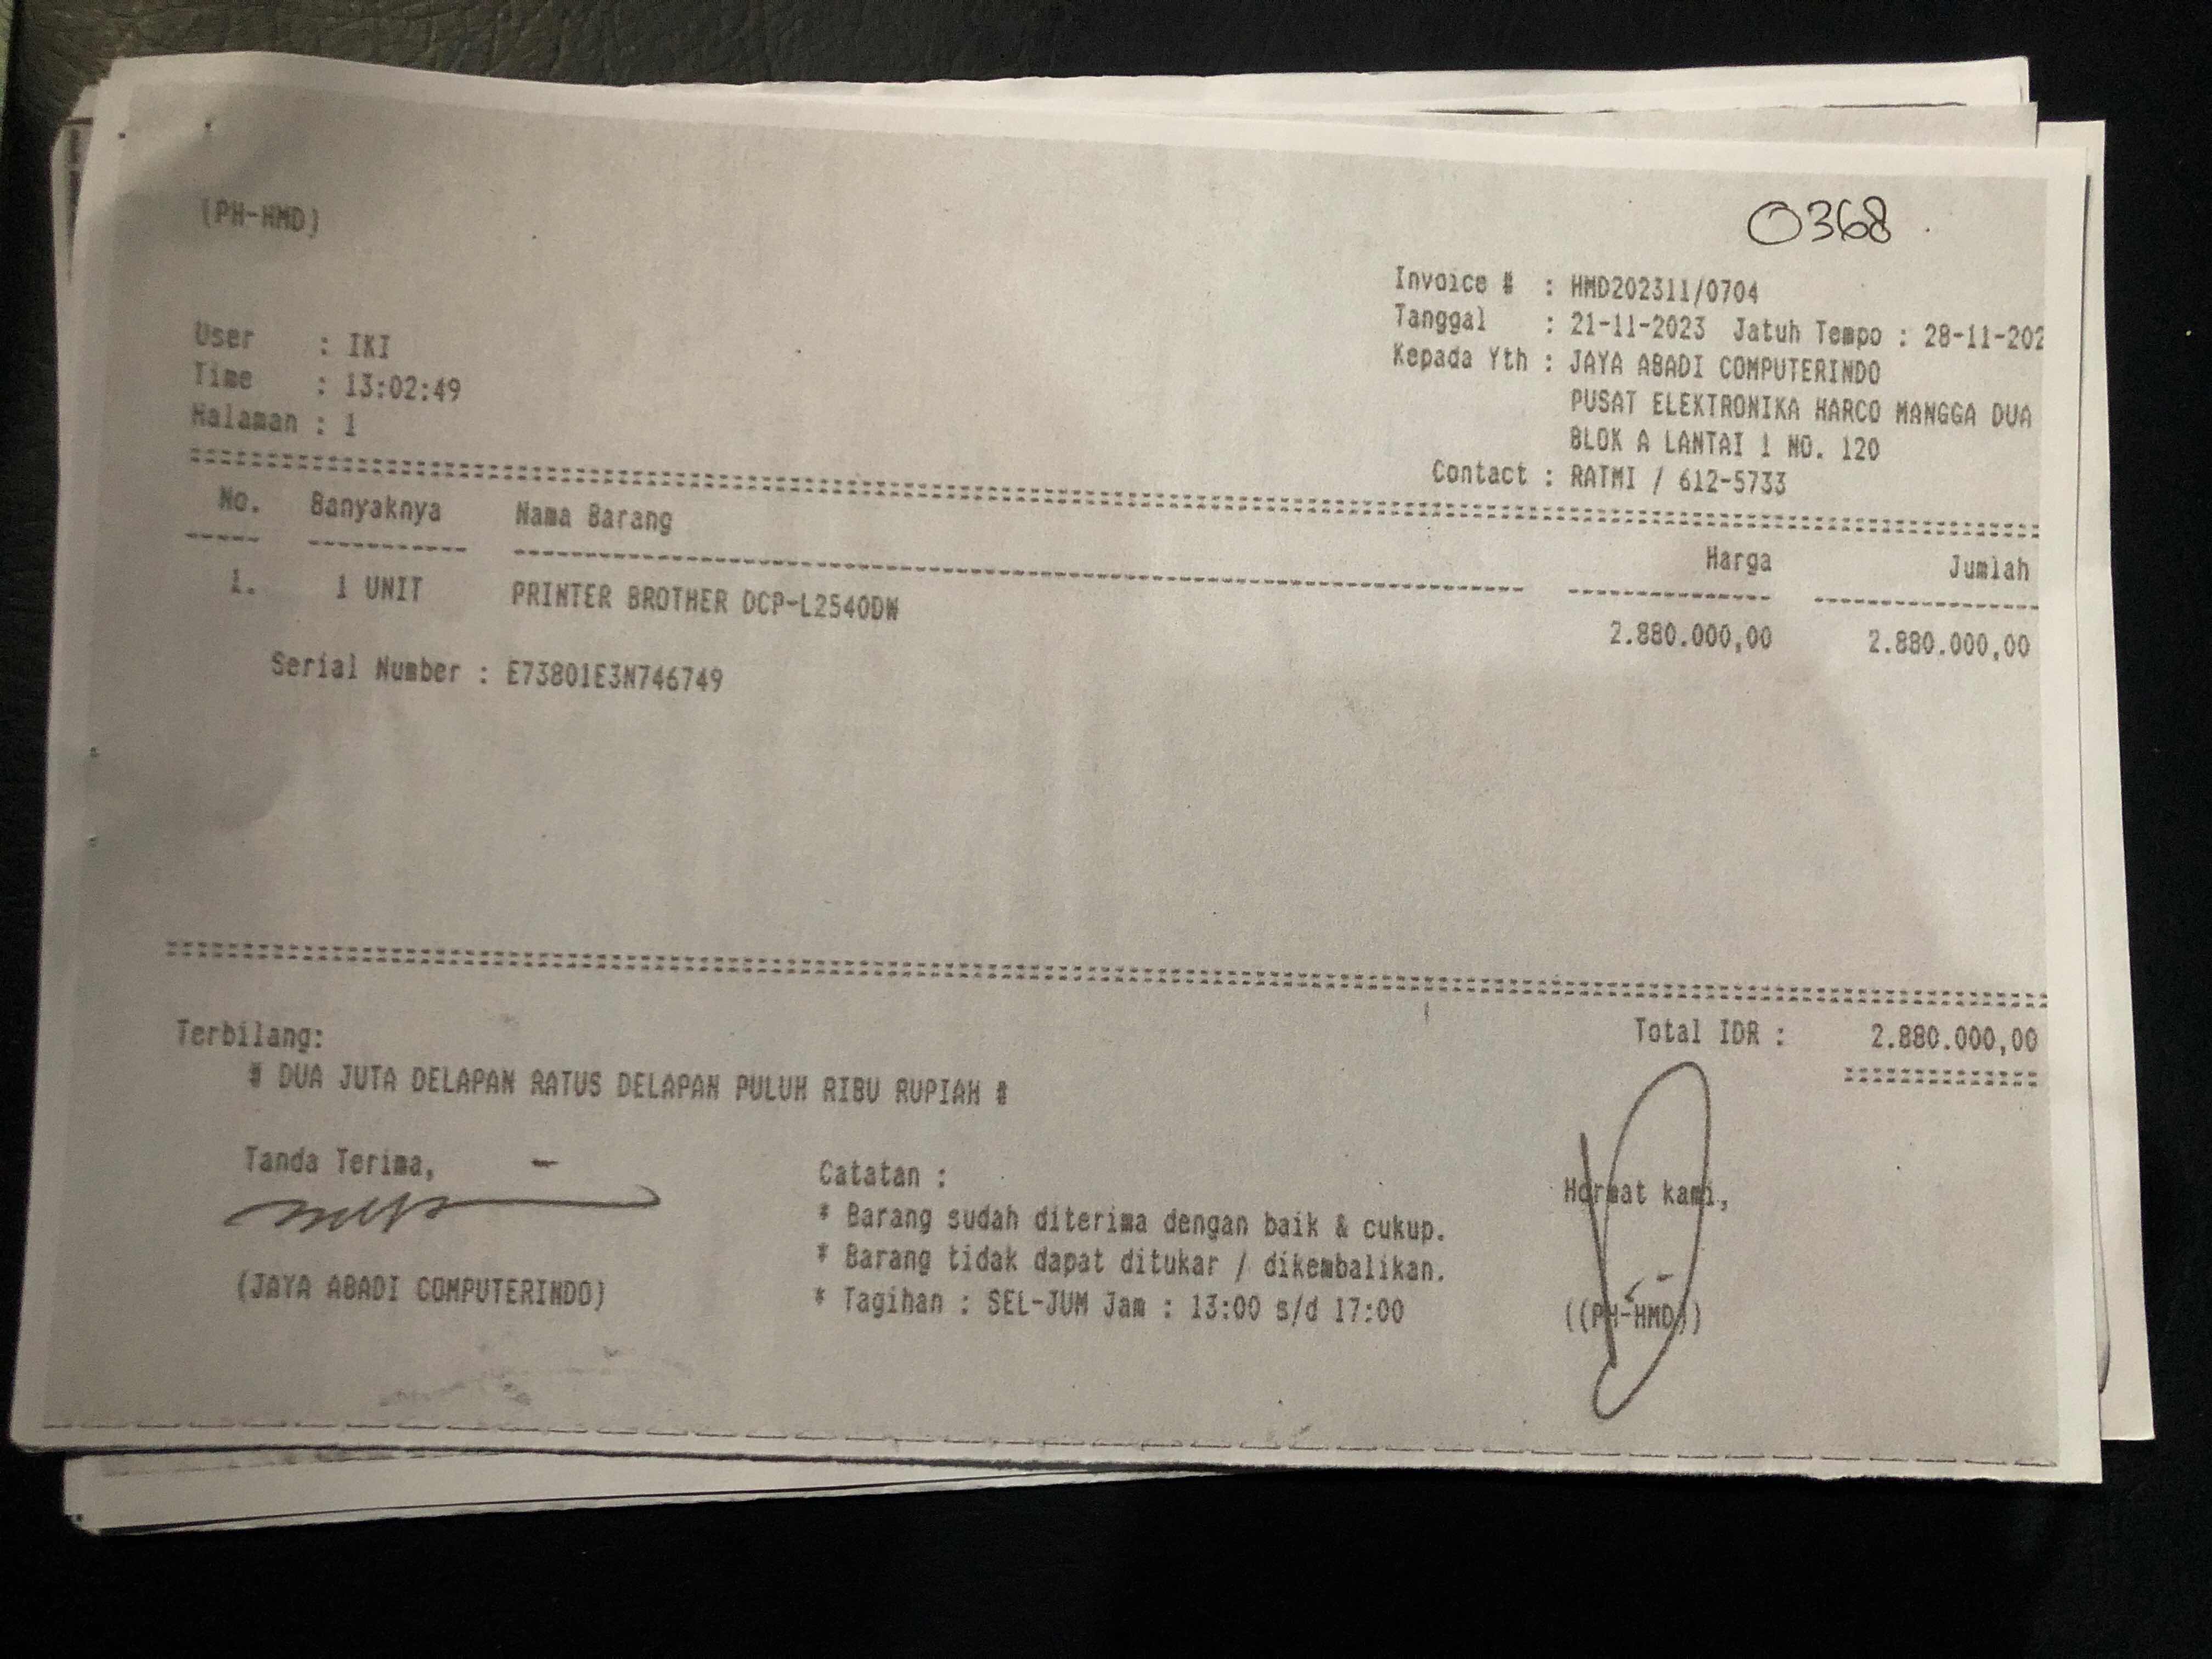 (PH-HMD)
0368
Invoice # : HMD202311/0704
Tanggal : 21-11-2023 Jatuh Tempo : 28-11-202
Kepada Yth : JAYA ABADI COMPUTERINDO
PUSAT ELEKTRONIKA HARCO MANGGA DUA
BLOK A LANTAI 1 NO. 120
Contact : RATMI / 612-5733
User : IKI
Time : 13:02:49
Halaman : 1
No. Banyaknya Nama Barang Harga Jumlah
1. 1 UNIT PRINTER BROTHER DCP-L2540DW 2.880.000,00 2.880.000,00
Serial Number : E73801E3N746749
Total IDR : 2.880.000,00
Terbilang:
# DUA JUTA DELAPAN RATUS DELAPAN PULUH RIBU RUPIAH #
Tanda Terima,
(JAYA ABADI COMPUTERINDO)
Catatan :
* Barang sudah diterima dengan baik & cukup.
* Barang tidak dapat ditukar / dikembalikan.
* Tagihan : SEL-JUM Jam : 13:00 s/d 17:00
Hormat kami,
((PH-HMD))